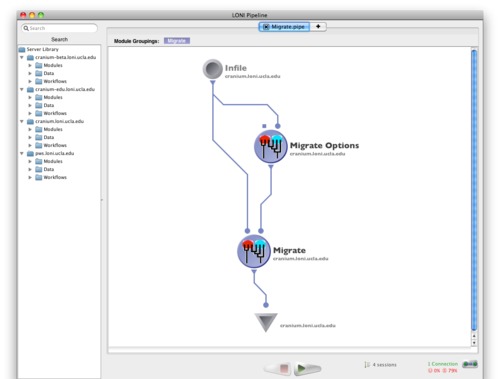 LONI Pipeline
Search
Migrate.pipe
+
Search
Module Groupings: Migrate
Server Library
cranium-beta.loni.ucla.edu
Modules
Data
Workflows
cranium-edu.loni.ucla.edu
Modules
Data
Workflows
cranium.loni.ucla.edu
Modules
Data
Workflows
pws.loni.ucla.edu
Modules
Data
Workflows
Infile
cranium.loni.ucla.edu
Migrate Options
cranium.loni.ucla.edu
Migrate
cranium.loni.ucla.edu
cranium.loni.ucla.edu
4 sessions
1 Connection
0% 79%